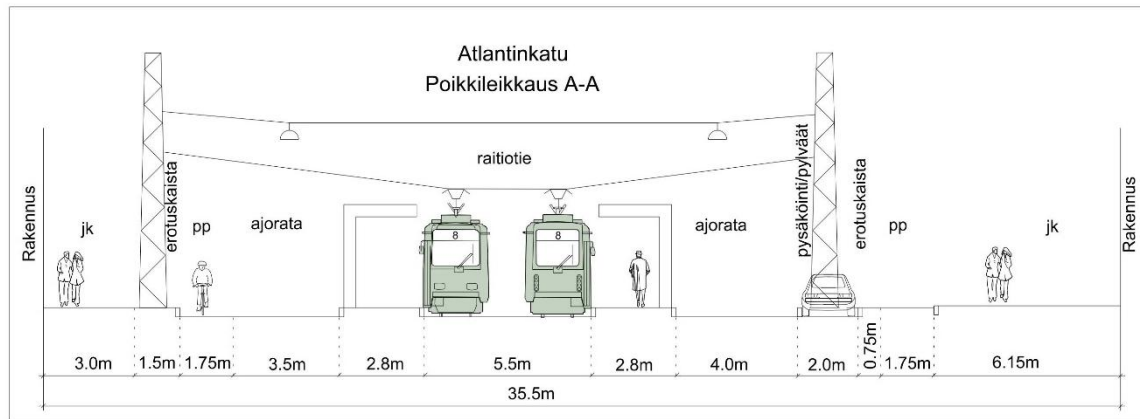 Atlantinkatu
Poikkileikkaus A-A
raitiotie
Rakennus
jk
erotuskaista
pp
ajorata
8
8
ajorata
pysäköinti/pylväät
erotuskaista
pp
jk
Rakennus
3.0m 1.5m 1.75m 3.5m 2.8m 5.5m 2.8m 4.0m 2.0m 0.75m 1.75m 6.15m
35.5m